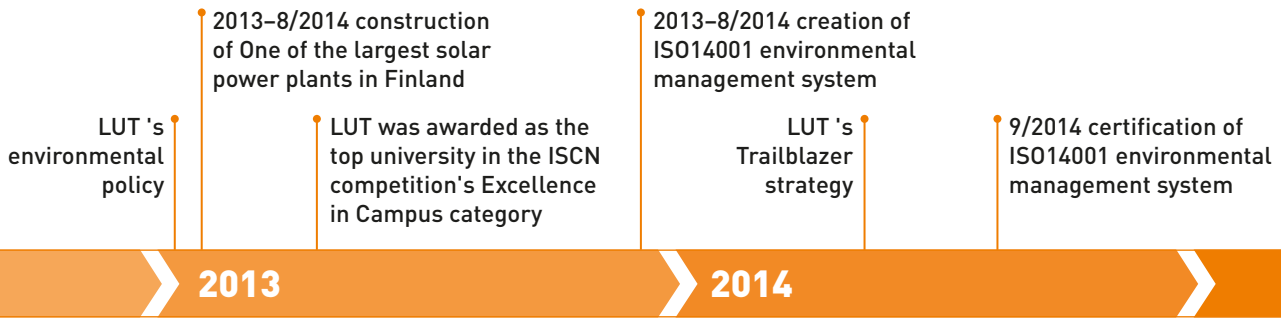 LUT 's
environmental
policy
2013–8/2014 construction
of One of the largest solar
power plants in Finland
LUT was awarded as the
top university in the ISCN
competition's Excellence
in Campus category
2013–8/2014 creation of
ISO14001 environmental
management system
LUT 's
Trailblazer
strategy
9/2014 certification of
ISO14001 environmental
management system
2013
2014